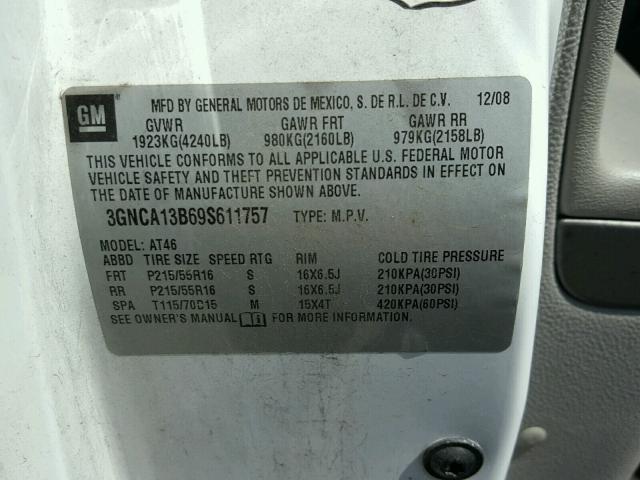 GM
MFD BY GENERAL MOTORS DE MEXICO, S. DE R.L. DE C.V. 12/08
GVWR GAWR FRT GAWR RR
1923KG(4240LB) 980KG(2160LB) 979KG(2158LB)
THIS VEHICLE CONFORMS TO ALL APPLICABLE U.S. FEDERAL MOTOR
VEHICLE SAFETY AND THEFT PREVENTION STANDARDS IN EFFECT ON
THE DATE OF MANUFACTURE SHOWN ABOVE.
3GNCA13B69S611757 TYPE: M.P.V.
MODEL: AT46
ABBD TIRE SIZE SPEED RTG RIM COLD TIRE PRESSURE
FRT P215/55R16 S 16X6.5J 210KPA(30PSI)
RR P215/55R16 S 16X6.5J 210KPA(30PSI)
SPA T115/70D15 M 15X4T 420KPA(60PSI)
SEE OWNER'S MANUAL FOR MORE INFORMATION.